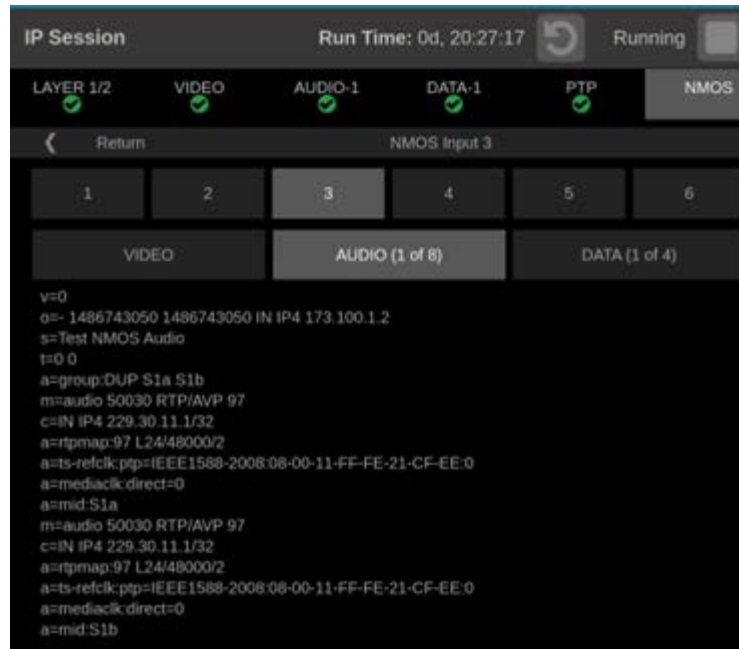 IP Session Run Time: 0d, 20:27:17 Running
LAYER 1/2 VIDEO AUDIO-1 DATA-1 PTP NMOS
Return NMOS Input 3
1 2 3 4 5 6
VIDEO AUDIO (1 of 8) DATA (1 of 4)
v=0
o=- 1486743050 1486743050 IN IP4 173.100.1.2
s=Test NMOS Audio
t=0 0
a=group:DUP S1a S1b
m=audio 50030 RTP/AVP 97
c=IN IP4 229.30.11.1/32
a=rtpmap:97 L24/48000/2
a=ts-refclk:ptp=IEEE1588-2008:08-00-11-FF-FE-21-CF-EE:0
a=mediaclk:direct=0
a=mid:S1a
m=audio 50030 RTP/AVP 97
c=IN IP4 229.30.11.1/32
a=rtpmap:97 L24/48000/2
a=ts-refclk:ptp=IEEE1588-2008:08-00-11-FF-FE-21-CF-EE:0
a=mediaclk:direct=0
a=mid:S1b